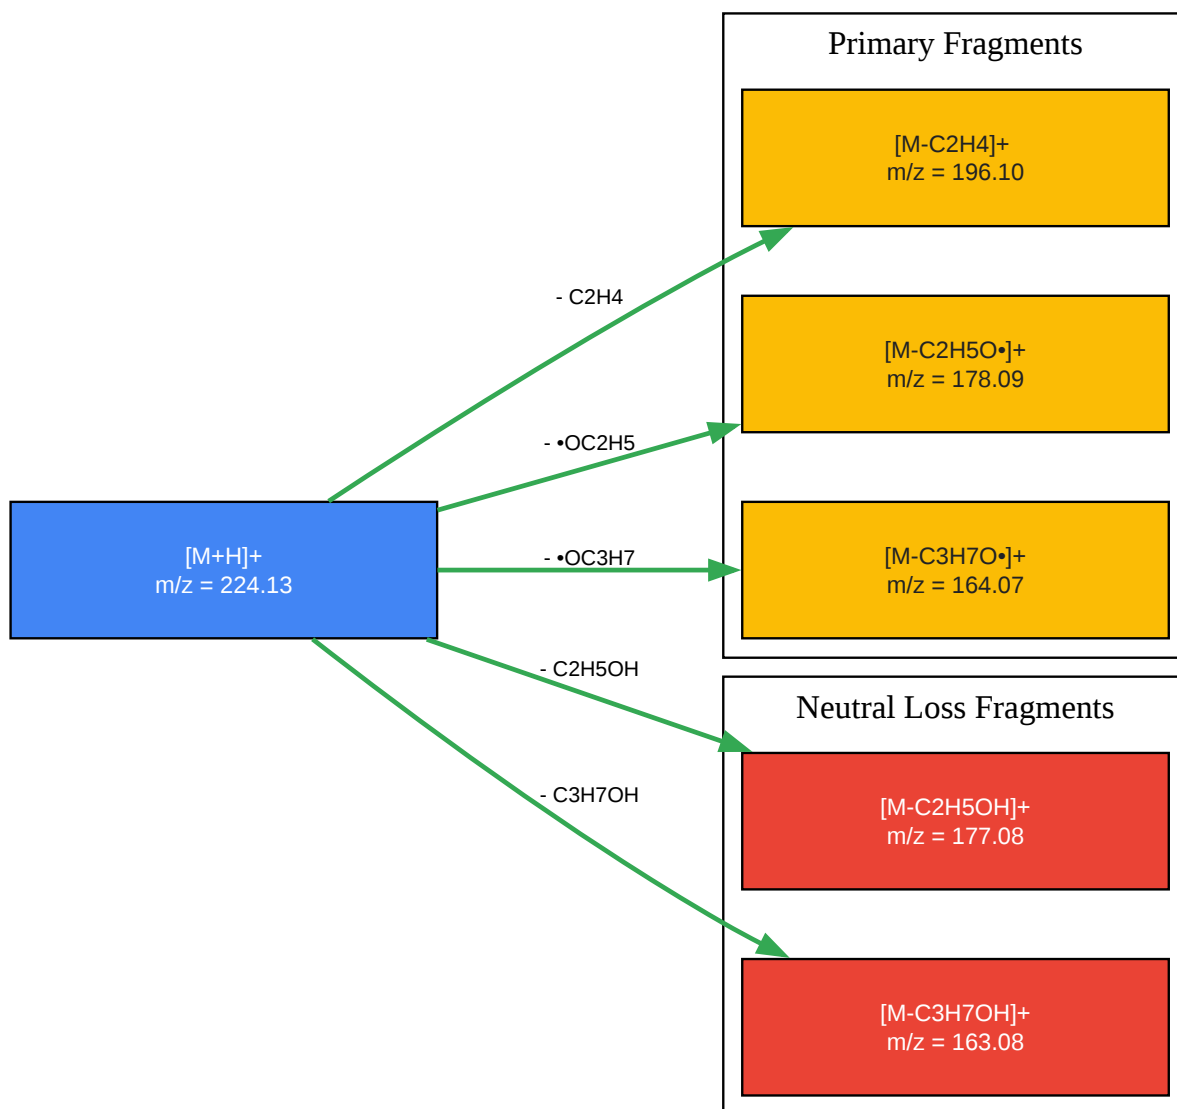 Primary Fragments
[M-C2H4]+
m/z = 196.10
- C2H4
[M-C2H5O•]+
m/z = 178.09
- •OC2H5
[M+H]+
m/z = 224.13
- •OC3H7
[M-C3H7O•]+
m/z = 164.07
- C2H5OH
Neutral Loss Fragments
[M-C2H5OH]+
m/z = 177.08
- C3H7OH
[M-C3H7OH]+
m/z = 163.08